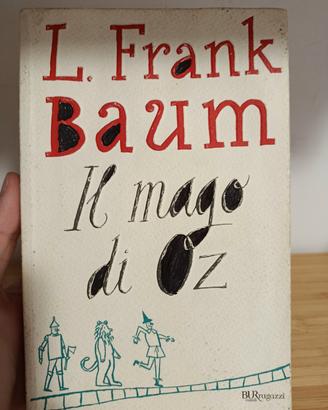 L. Frank
Baum
Il mago
di Oz
BUR ragazzi